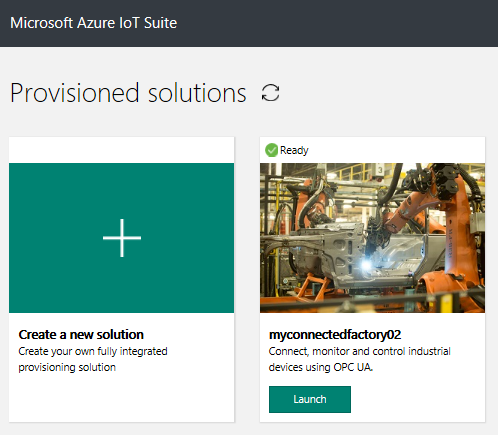 Microsoft Azure IoT Suite
Provisioned solutions
Ready
Create a new solution
Create your own fully integrated
provisioning solution
myconnectedfactory02
Connect, monitor and control industrial
devices using OPC UA.
Launch